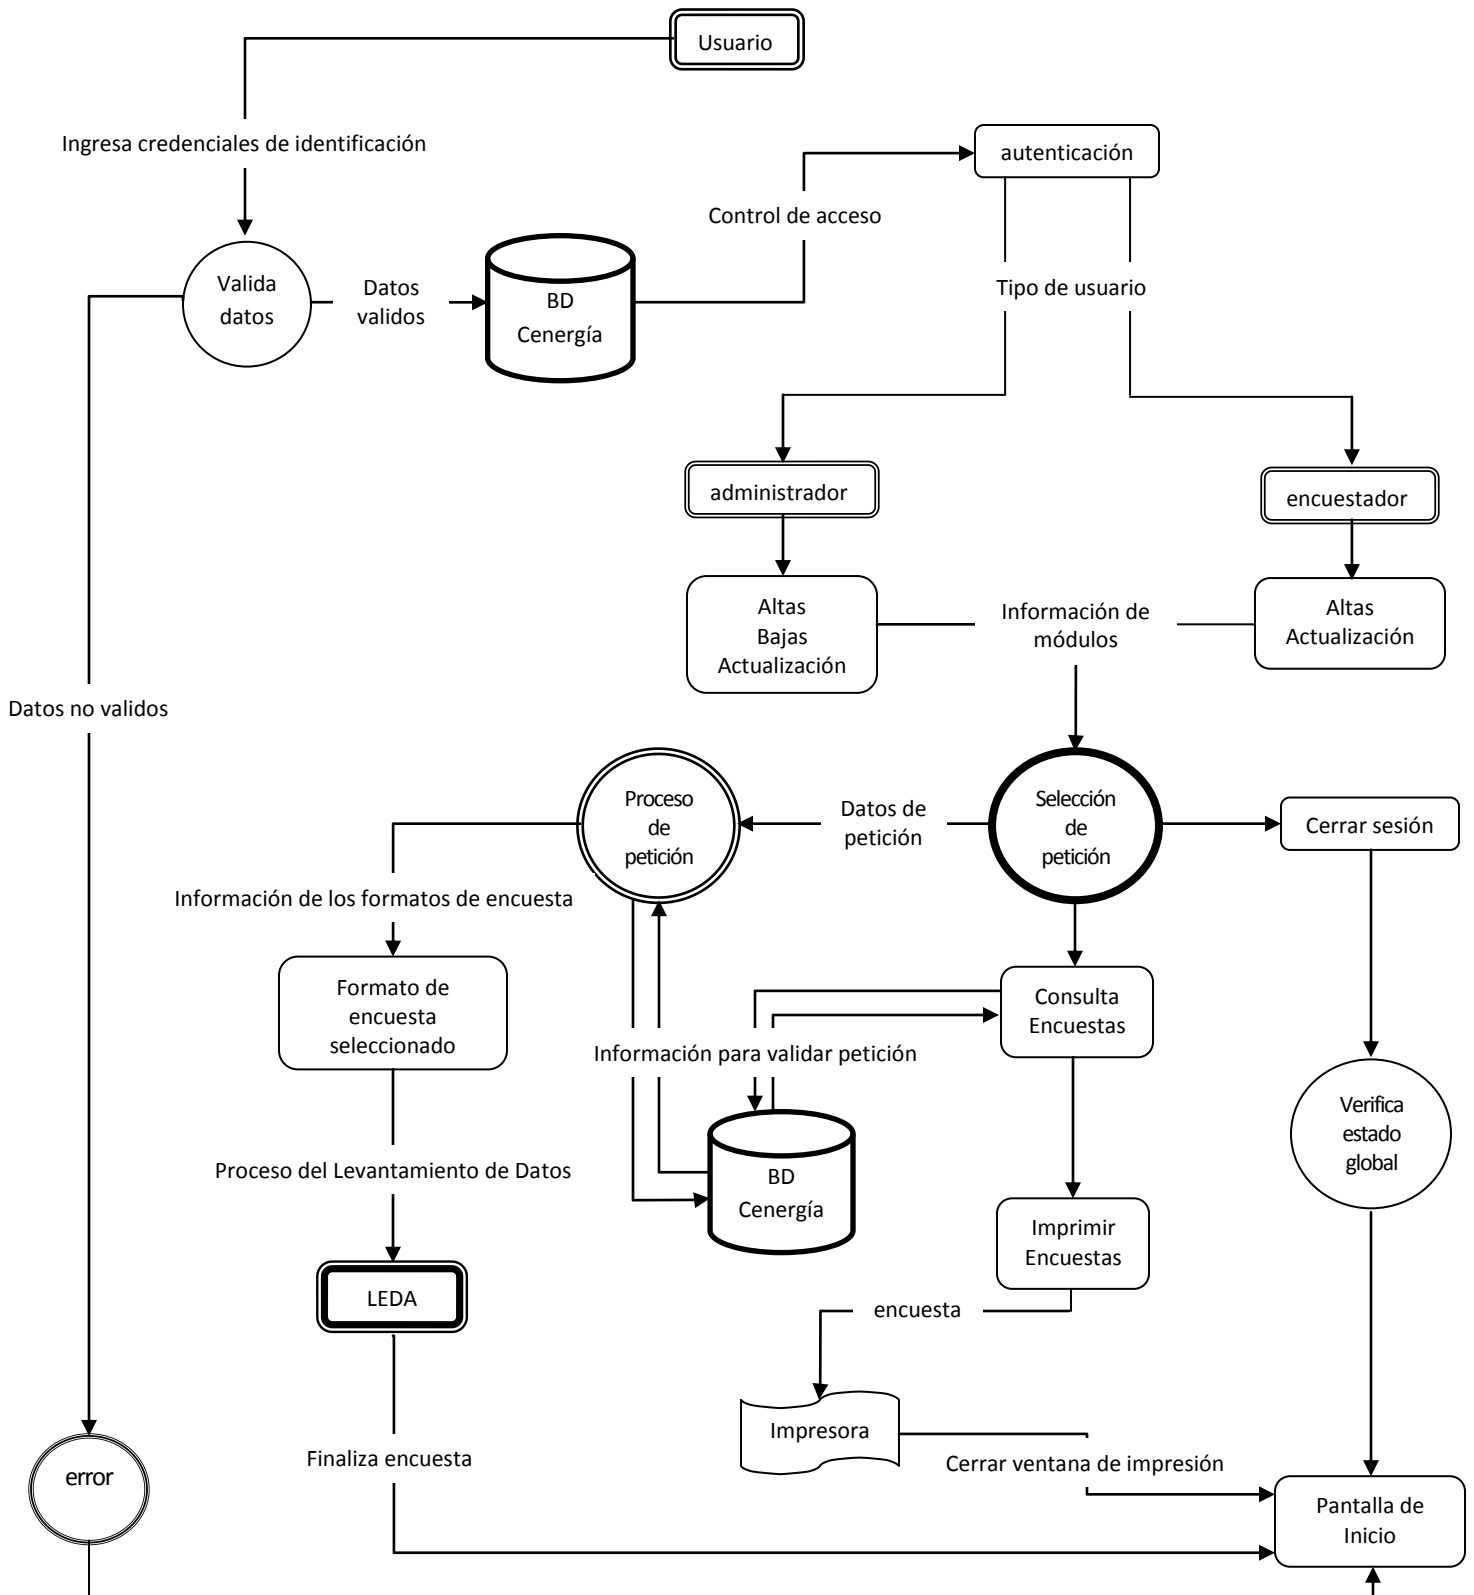 Usuario
Ingresa credenciales de identificación
autenticación
Control de acceso
Valida
datos
Datos
validos
BD
Cenergía
Tipo de usuario
administrador
encuestador
Altas
Bajas
Actualización
Información de
módulos
Altas
Actualización
Datos no validos
Proceso
de
petición
Datos de
petición
Selección
de
petición
Cerrar sesión
Información de los formatos de encuesta
Formato de
encuesta
seleccionado
Consulta
Encuestas
Información para validar petición
Verifica
estado
global
Proceso del Levantamiento de Datos
BD
Cenergía
Imprimir
Encuestas
LEDA
encuesta
Impresora
Finaliza encuesta
Cerrar ventana de impresión
error
Pantalla de
Inicio